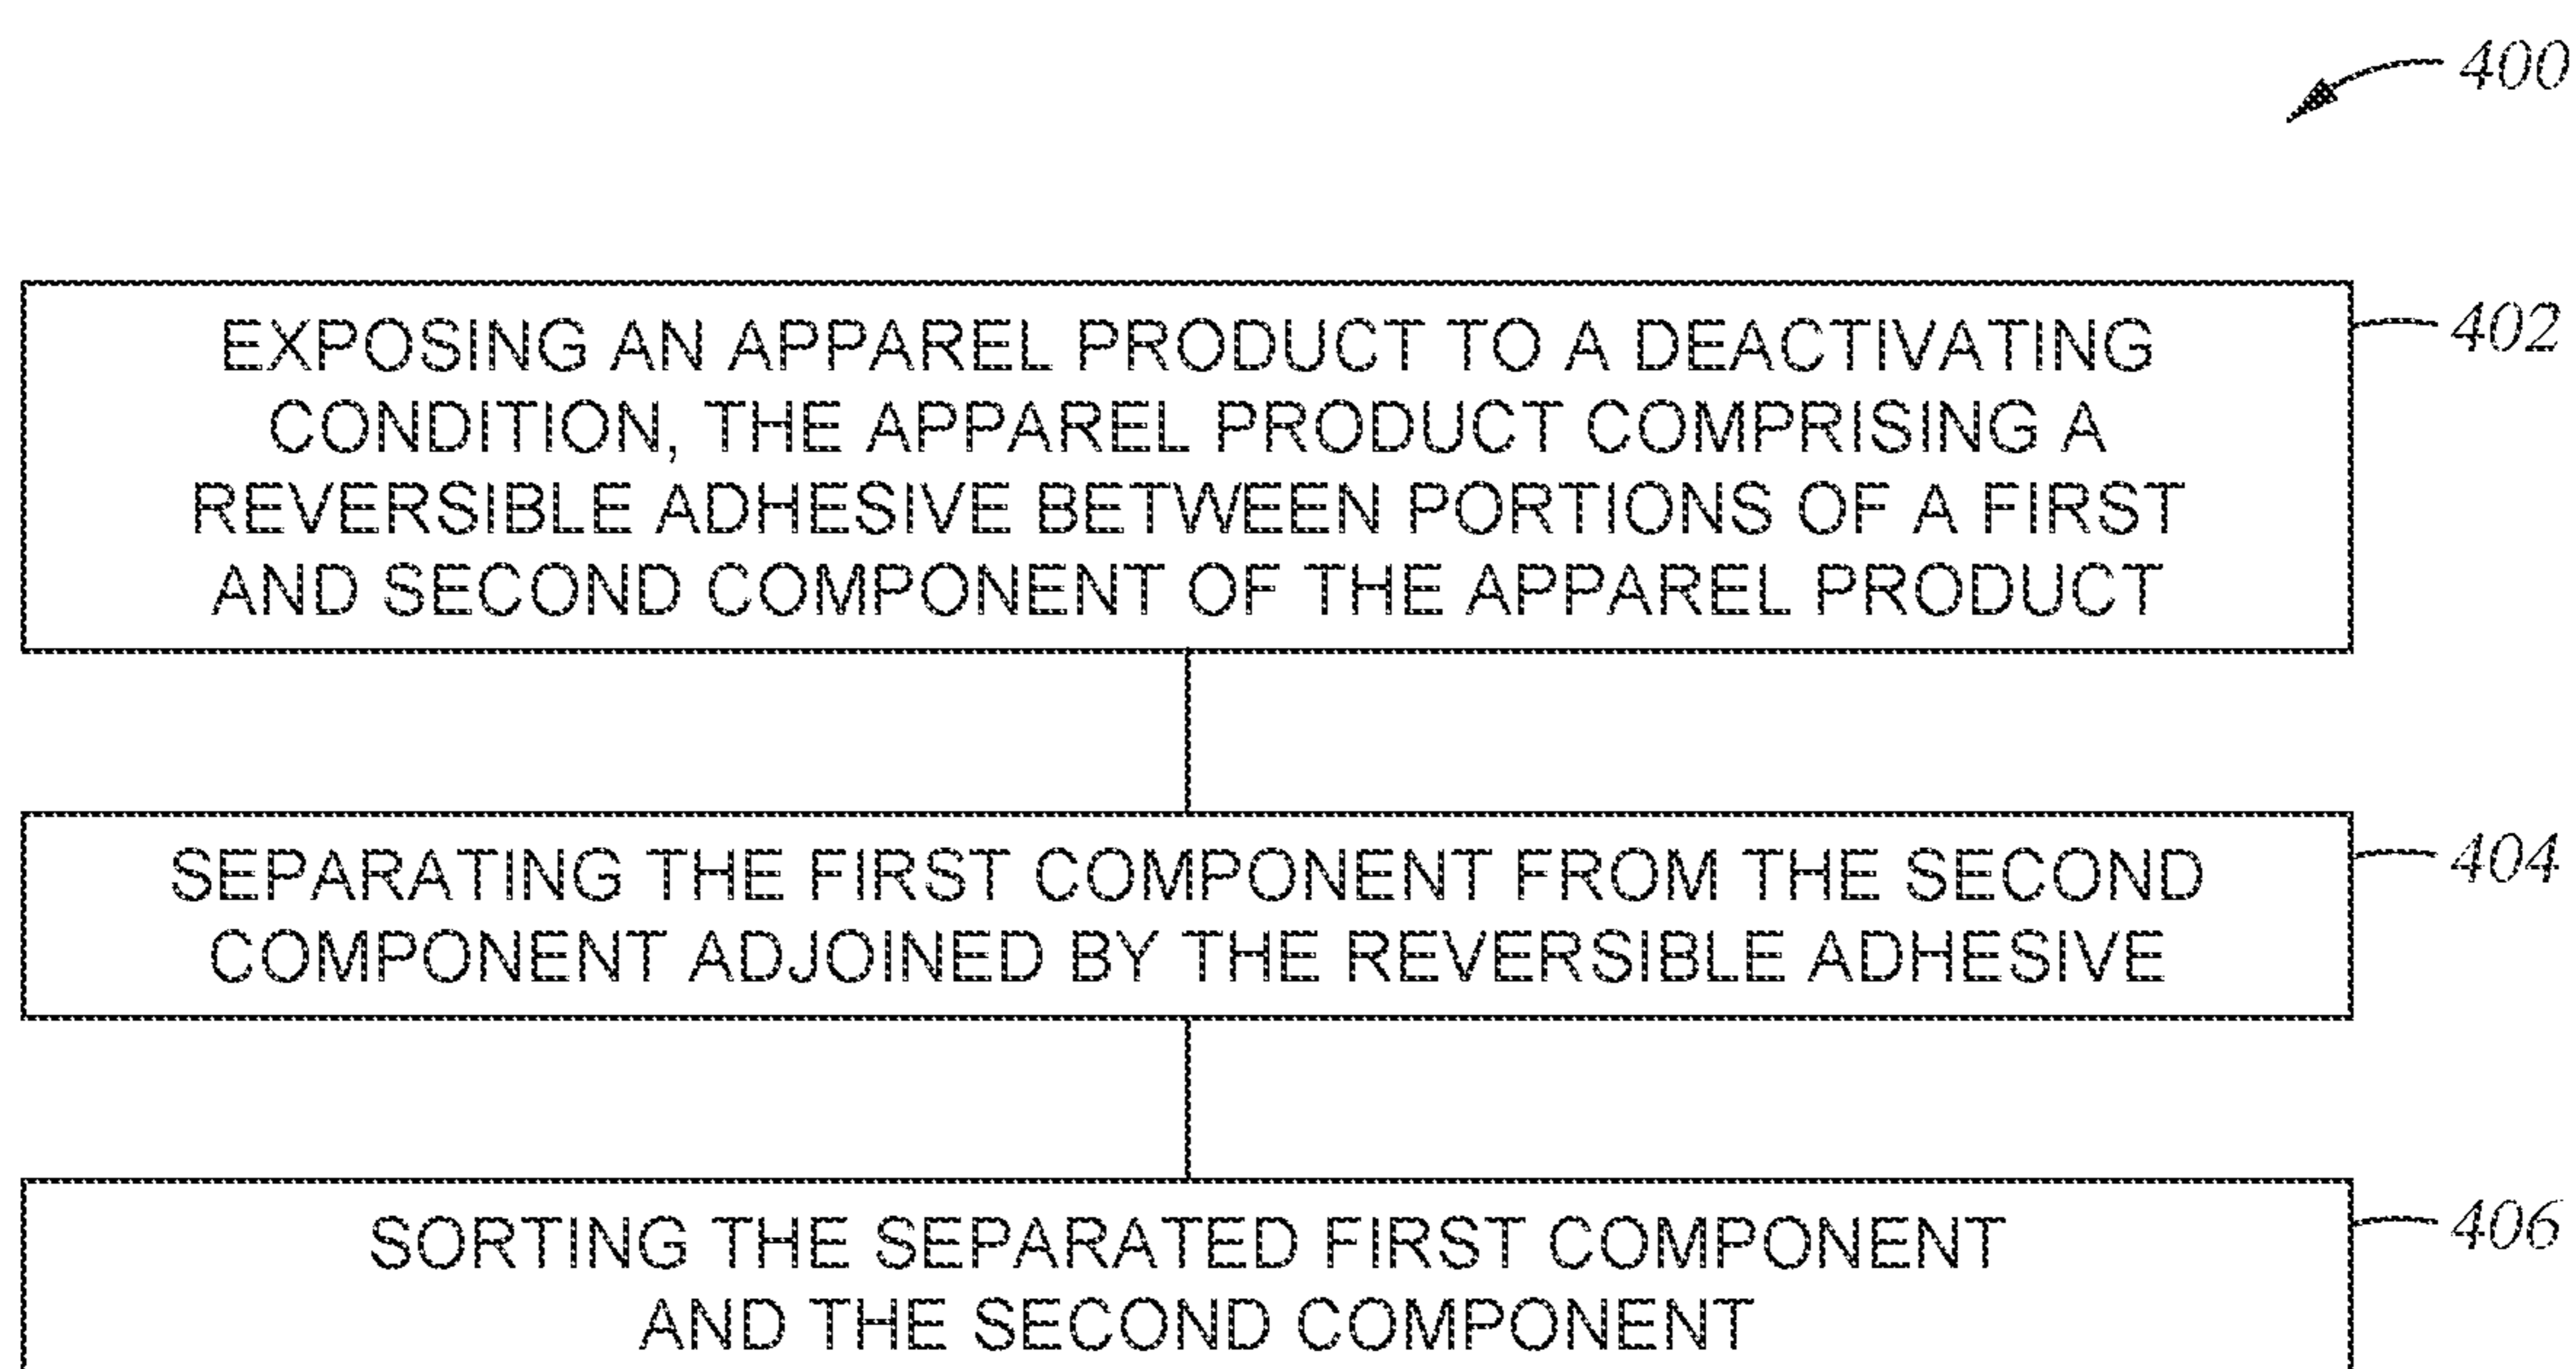 400
EXPOSING AN APPAREL PRODUCT TO A DEACTIVATING
402
CONDITION, THE APPAREL PRODUCT COMPRISING A
REVERSIBLE ADHESIVE BETWEEN PORTIONS OF A FIRST
AND SECOND COMPONENT OF THE APPAREL PRODUCT
SEPARATING THE FIRST COMPONENT FROM THE SECOND
404
COMPONENT ADJOINED BY THE REVERSIBLE ADHESIVE
SORTING THE SEPARATED FIRST COMPONENT
406
AND THE SECOND COMPONENT